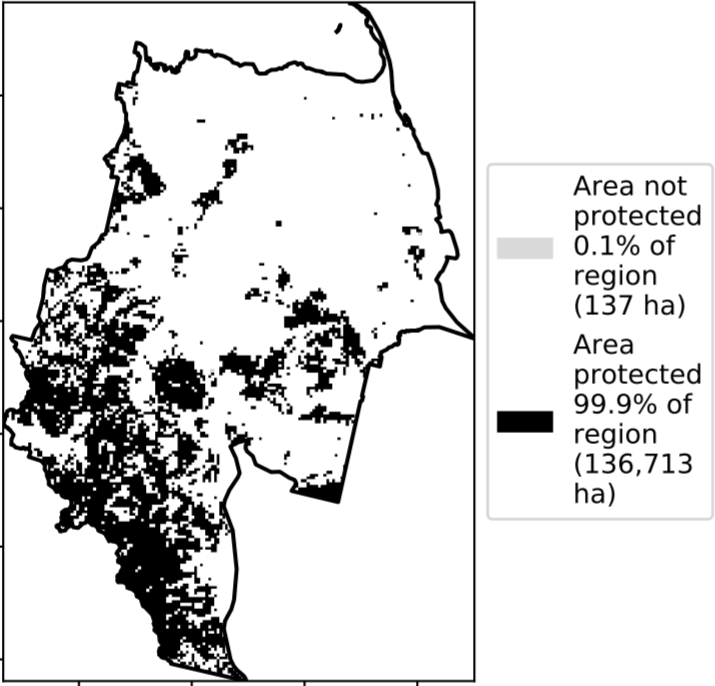 Area not
protected
0.1% of
region
(137 ha)
Area
protected
99.9% of
region
(136,713
ha)